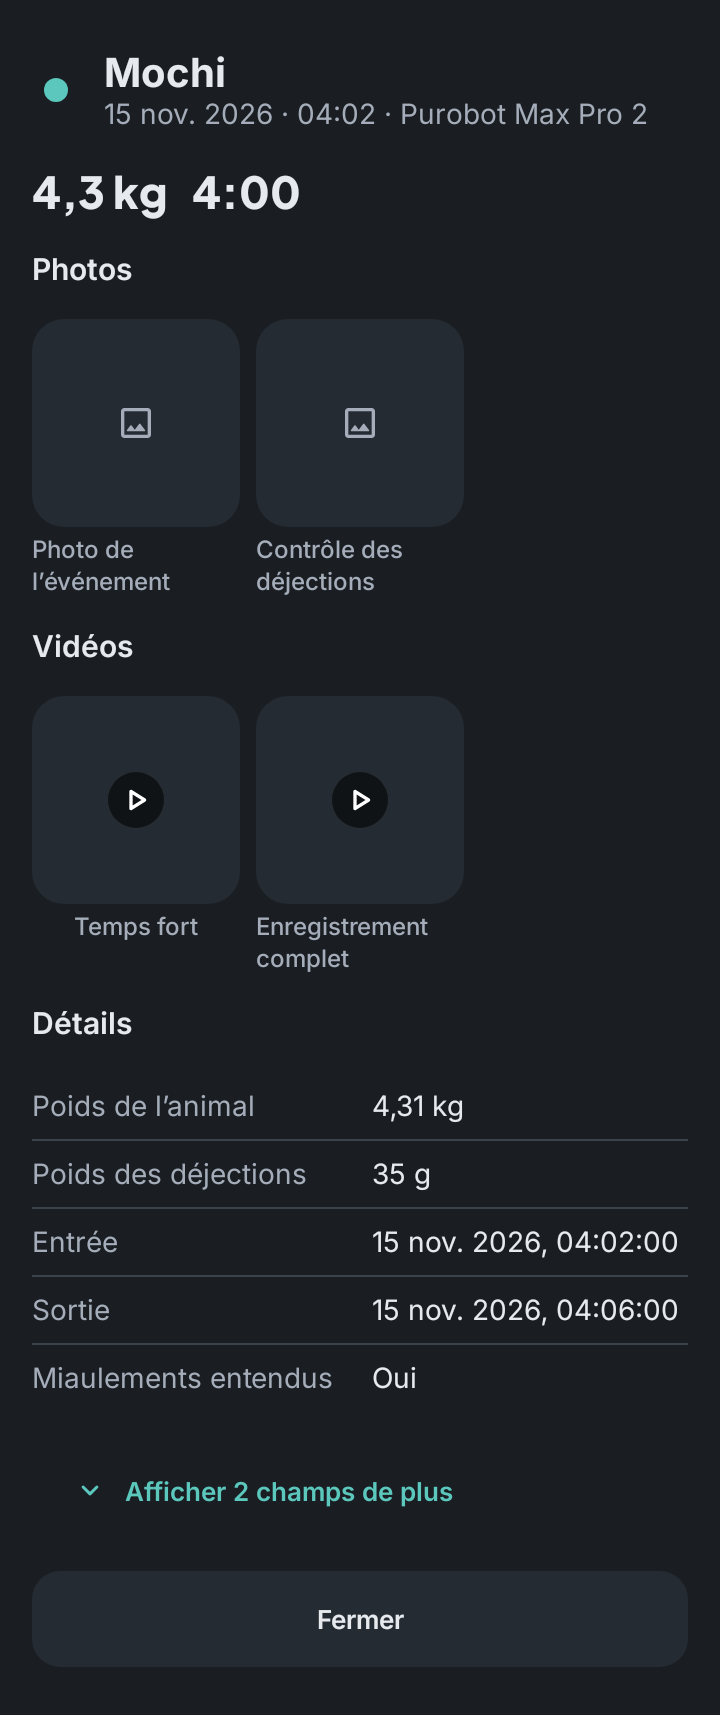 Mochi
15 nov. 2026 · 04:02 · Purobot Max Pro 2
4,3 kg 4:00
Photos
Photo de l’événement
Contrôle des déjections
Vidéos
Temps fort
Enregistrement complet
Détails
Poids de l’animal 4,31 kg
Poids des déjections 35 g
Entrée 15 nov. 2026, 04:02:00
Sortie 15 nov. 2026, 04:06:00
Miaulements entendus Oui
Afficher 2 champs de plus
Fermer